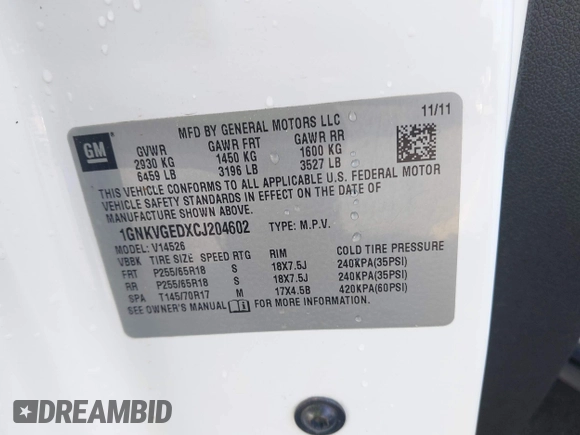 MFD BY GENERAL MOTORS LLC 11/11
GM
GVWR GAWR FRT GAWR RR
2930 KG 1450 KG 1600 KG
6459 LB 3196 LB 3527 LB
THIS VEHICLE CONFORMS TO ALL APPLICABLE U.S. FEDERAL MOTOR
VEHICLE SAFETY AND THEFT PREVENTION STANDARDS
IN EFFECT ON THE DATE OF MANUFACTURE
SHOWN ABOVE.
1GNKVGEDXCJ204602 TYPE: M.P.V.
MODEL: V14526
VBBK TIRE SIZE SPEED RTG RIM COLD TIRE PRESSURE
FRT P255/65R18 S 18X7.5J 240KPA(35PSI)
RR P255/65R18 S 18X7.5J 240KPA(35PSI)
SPA T145/70R17 M 17X4.5B 420KPA(60PSI)
SEE OWNER'S MANUAL FOR MORE INFORMATION.
DREAMBID